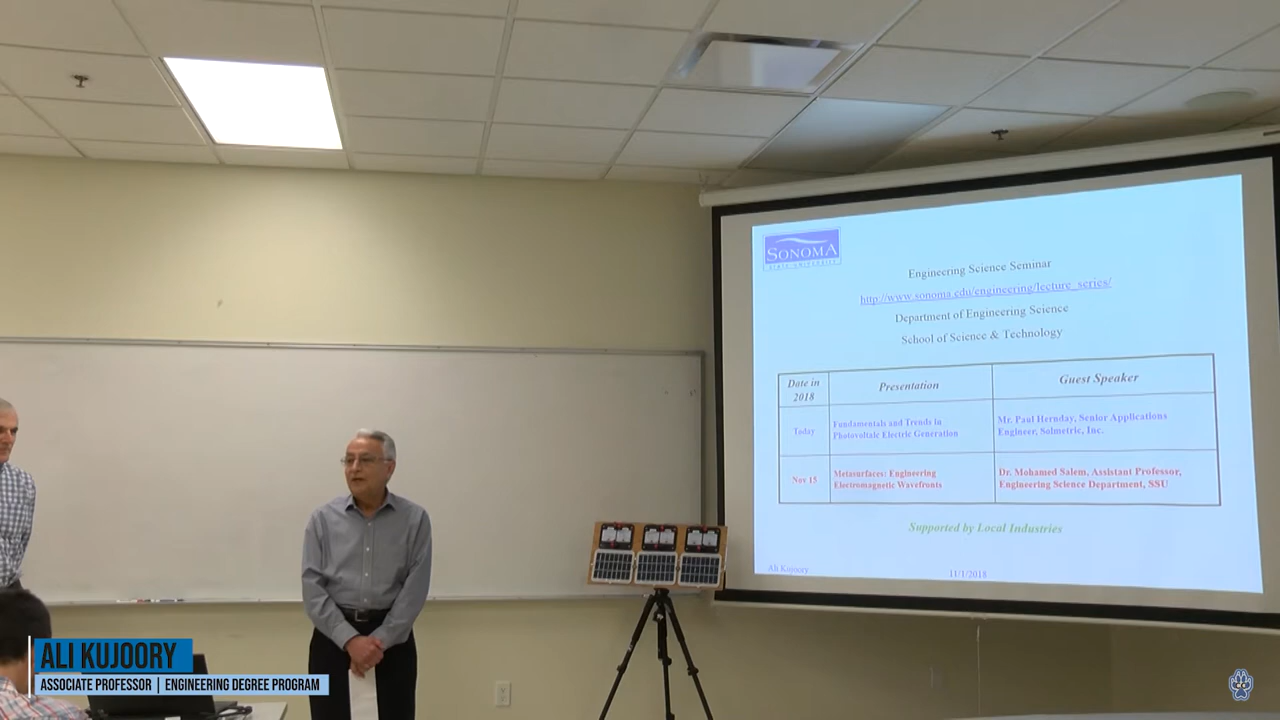 SONOMA
STATE UNIVERSITY
Engineering Science Seminar
http://www.sonoma.edu/engineering/lecture_series/
Department of Engineering Science
School of Science & Technology
Date in
2018
Presentation
Guest Speaker
Today
Fundamentals and Trends in
Photovoltaic Electric Generation
Mr. Paul Hernday, Senior Applications
Engineer, Solmetric, Inc.
Nov 15
Metasurfaces: Engineering
Electromagnetic Wavefronts
Dr. Mohamed Salem, Assistant Professor,
Engineering Science Department, SSU
Supported by Local Industries
Ali Kujoory
11/1/2018
ALI KUJOORY
ASSOCIATE PROFESSOR | ENGINEERING DEGREE PROGRAM